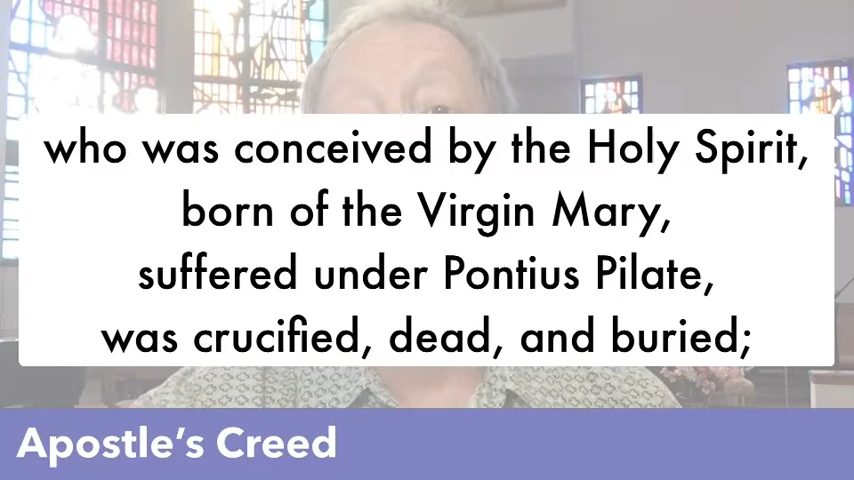 who was conceived by the Holy Spirit,
born of the Virgin Mary,
suffered under Pontius Pilate,
was crucified, dead, and buried;
Apostle’s Creed